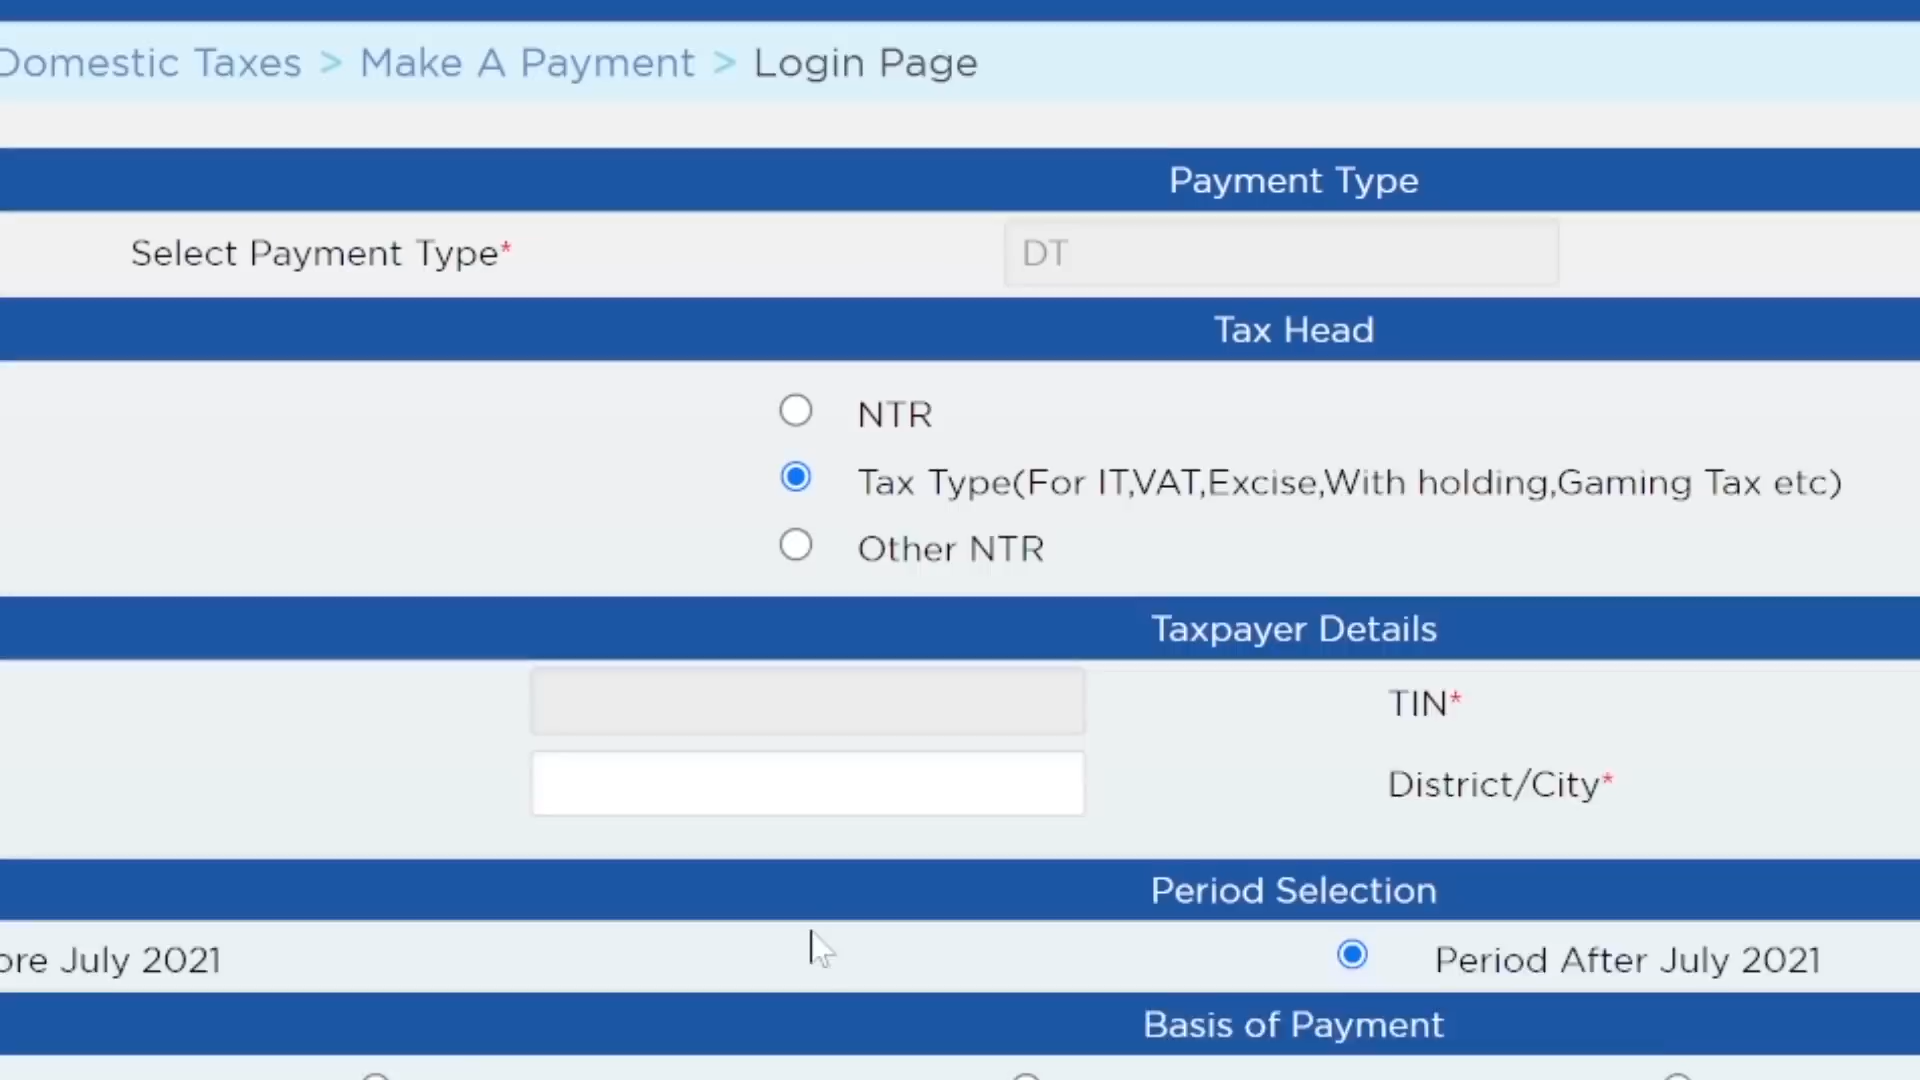 Domestic Taxes > Make A Payment > Login Page
Payment Type
Select Payment Type* DT
Tax Head
NTR
Tax Type(For IT,VAT,Excise,With holding,Gaming Tax etc)
Other NTR
Taxpayer Details
TIN*
District/City*
Period Selection
ore July 2021 Period After July 2021
Basis of Payment